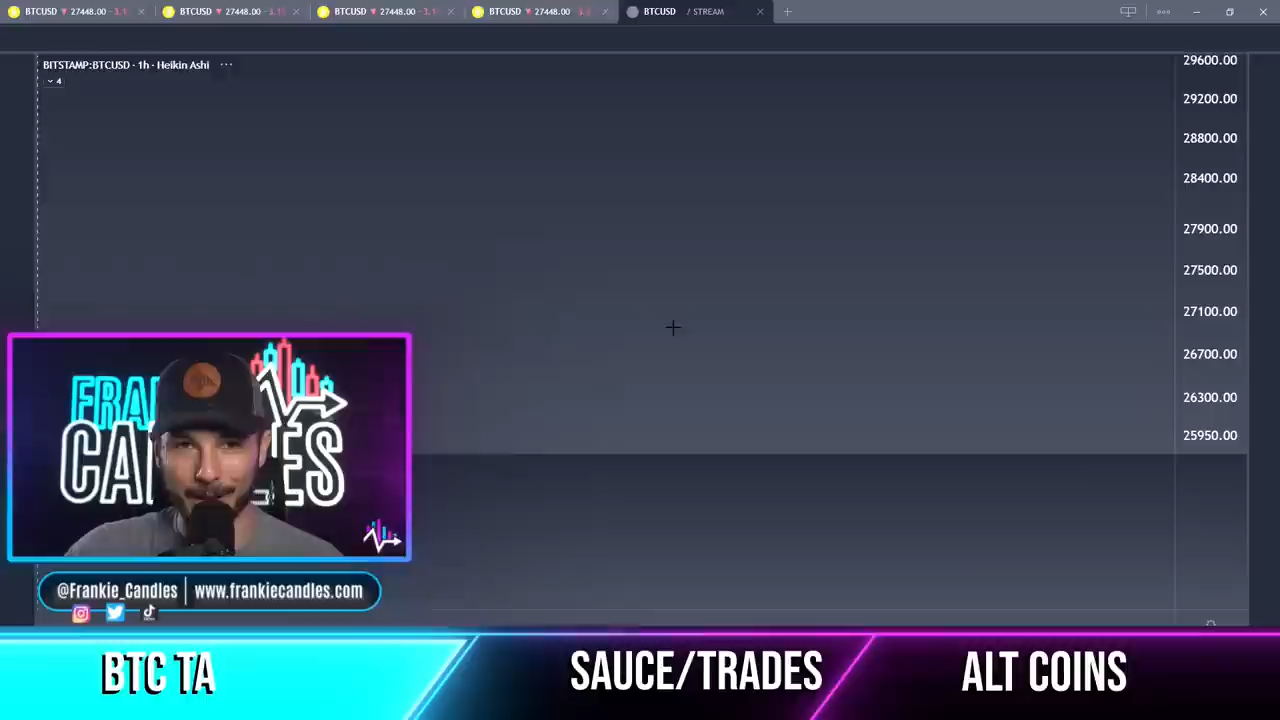 BTCUSD ▼ 27448.00
BTCUSD ▼ 27448.00
BTCUSD ▼ 27448.00
BTCUSD ▼ 27448.00
BTCUSD / STREAM
BITSTAMP:BTCUSD · 1h · Heikin Ashi
4
29600.00
29200.00
28800.00
28400.00
27900.00
27500.00
27100.00
26700.00
26300.00
25950.00
@Frankie_Candles | www.frankiecandles.com
BTC TA
SAUCE/TRADES
ALT COINS